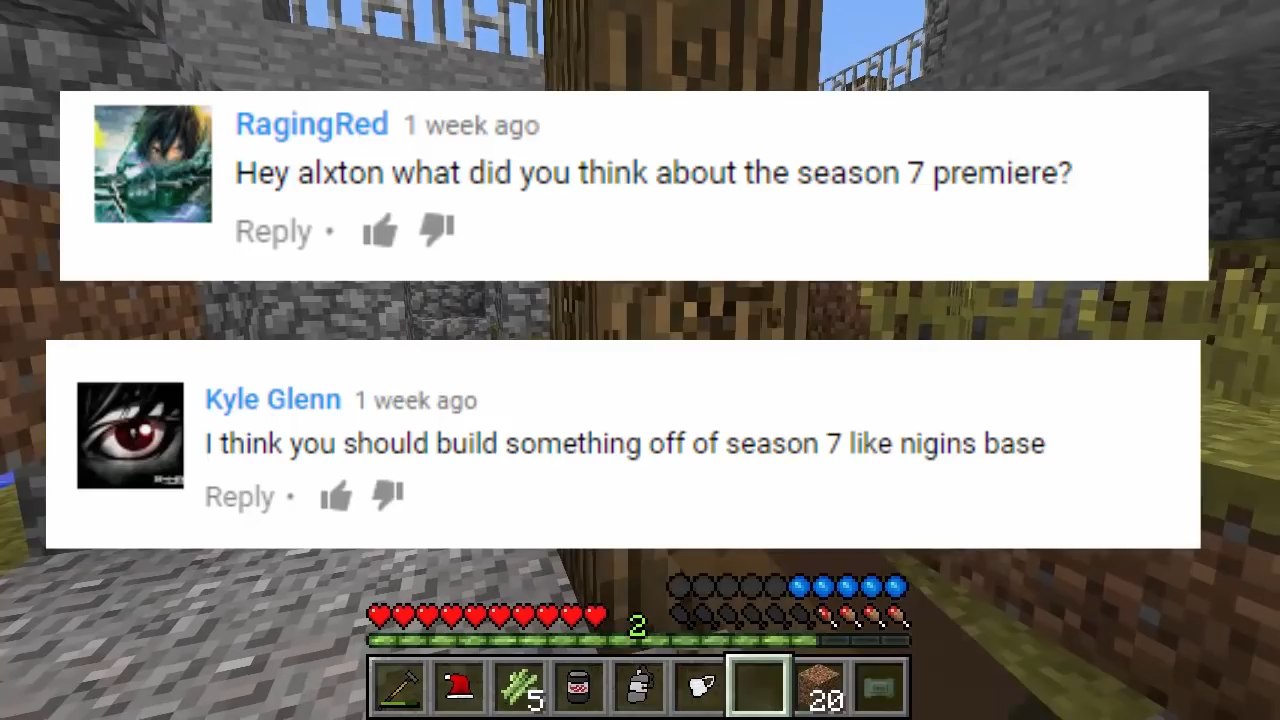 RagingRed 1 week ago
Hey alxton what did you think about the season 7 premiere?
Reply •
Kyle Glenn 1 week ago
I think you should build something off of season 7 like nigins base
Reply •
2
5
20